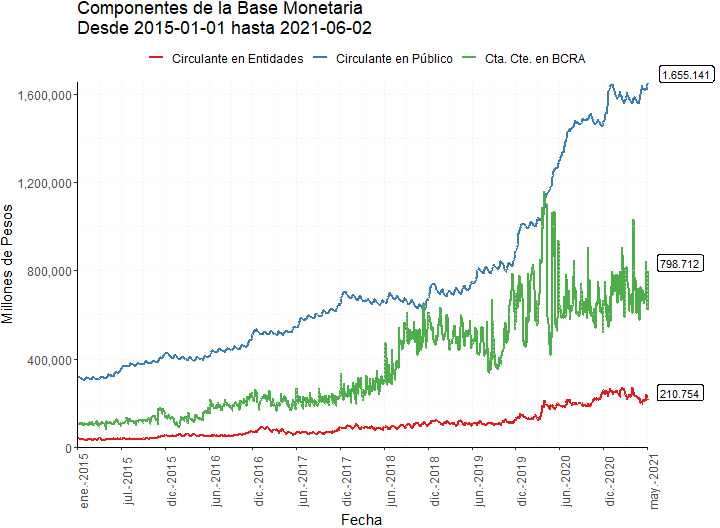 Componentes de la Base Monetaria
Desde 2015-01-01 hasta 2021-06-02
Circulante en Entidades Circulante en Público Cta. Cte. en BCRA
1.655.141
1,600,000
1,200,000
798.712
800,000
400,000
210.754
0
Millones de Pesos
ene.-2015 jul.-2015 dic.-2015 jun.-2016 dic.-2016 jun.-2017 dic.-2017 jun.-2018 dic.-2018 jun.-2019 dic.-2019 jun.-2020 dic.-2020 may.-2021
Fecha